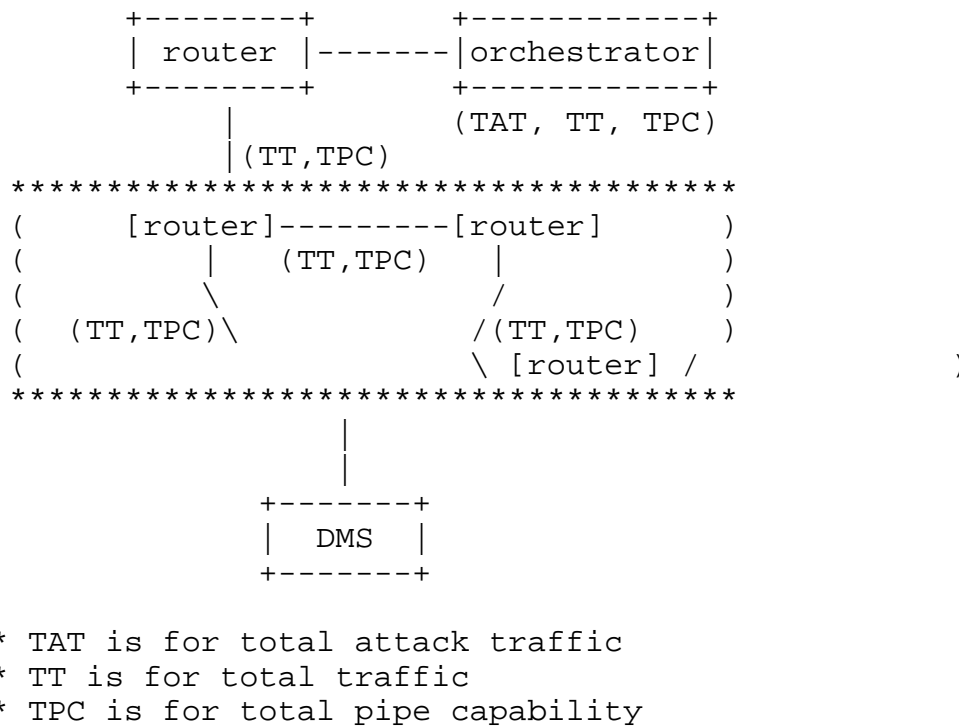 +--------+ +------------+
| router |-------|orchestrator|
+--------+ +------------+
| (TAT, TT, TPC)
|(TT,TPC)
**************************************
( [router]---------[router] )
( | (TT,TPC) | )
( \ / )
( (TT,TPC)\ /(TT,TPC) )
( \ [router] / )
**************************************
|
|
+-------+
| DMS |
+-------+
* TAT is for total attack traffic
* TT is for total traffic
* TPC is for total pipe capability